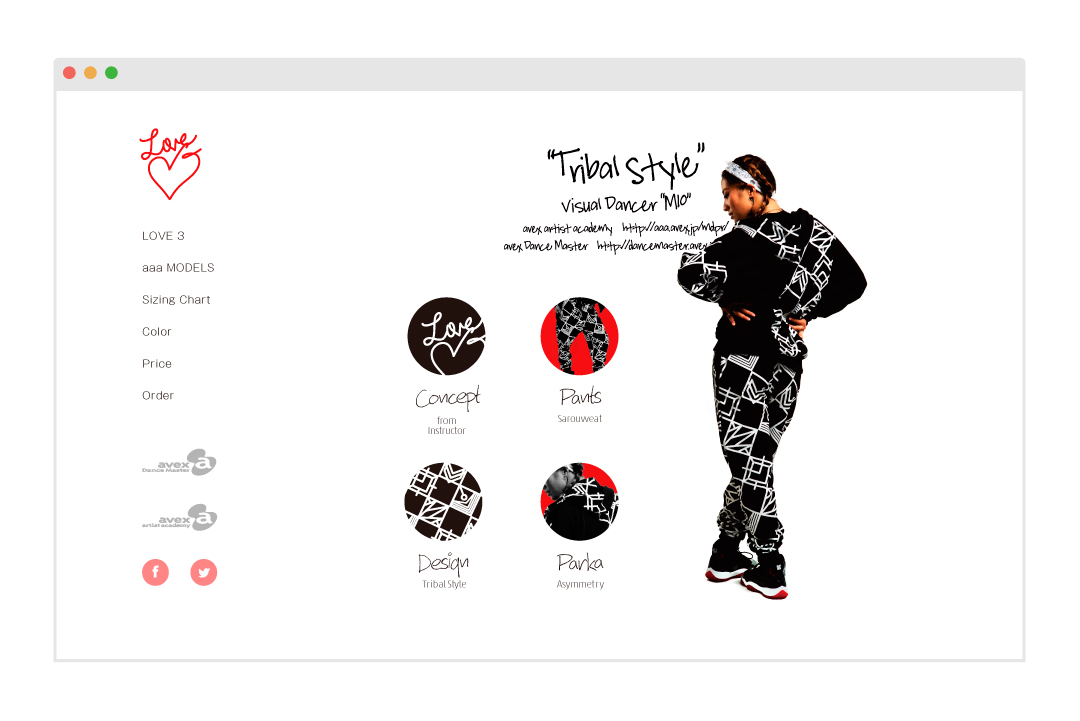 Love
LOVE 3
aaa MODELS
Sizing Chart
Color
Price
Order
avex
Dance Master
a
avex
artist academy
a
"Tribal Style"
Visual Dancer "MIO"
avex artist academy http://aaa.avex.jp/mdpr/
avex Dance Master http://dancemaster.avex.
Love
Concept
from
Instructor
Pants
Sarouweat
Design
Tribal Style
Parka
Asymmetry